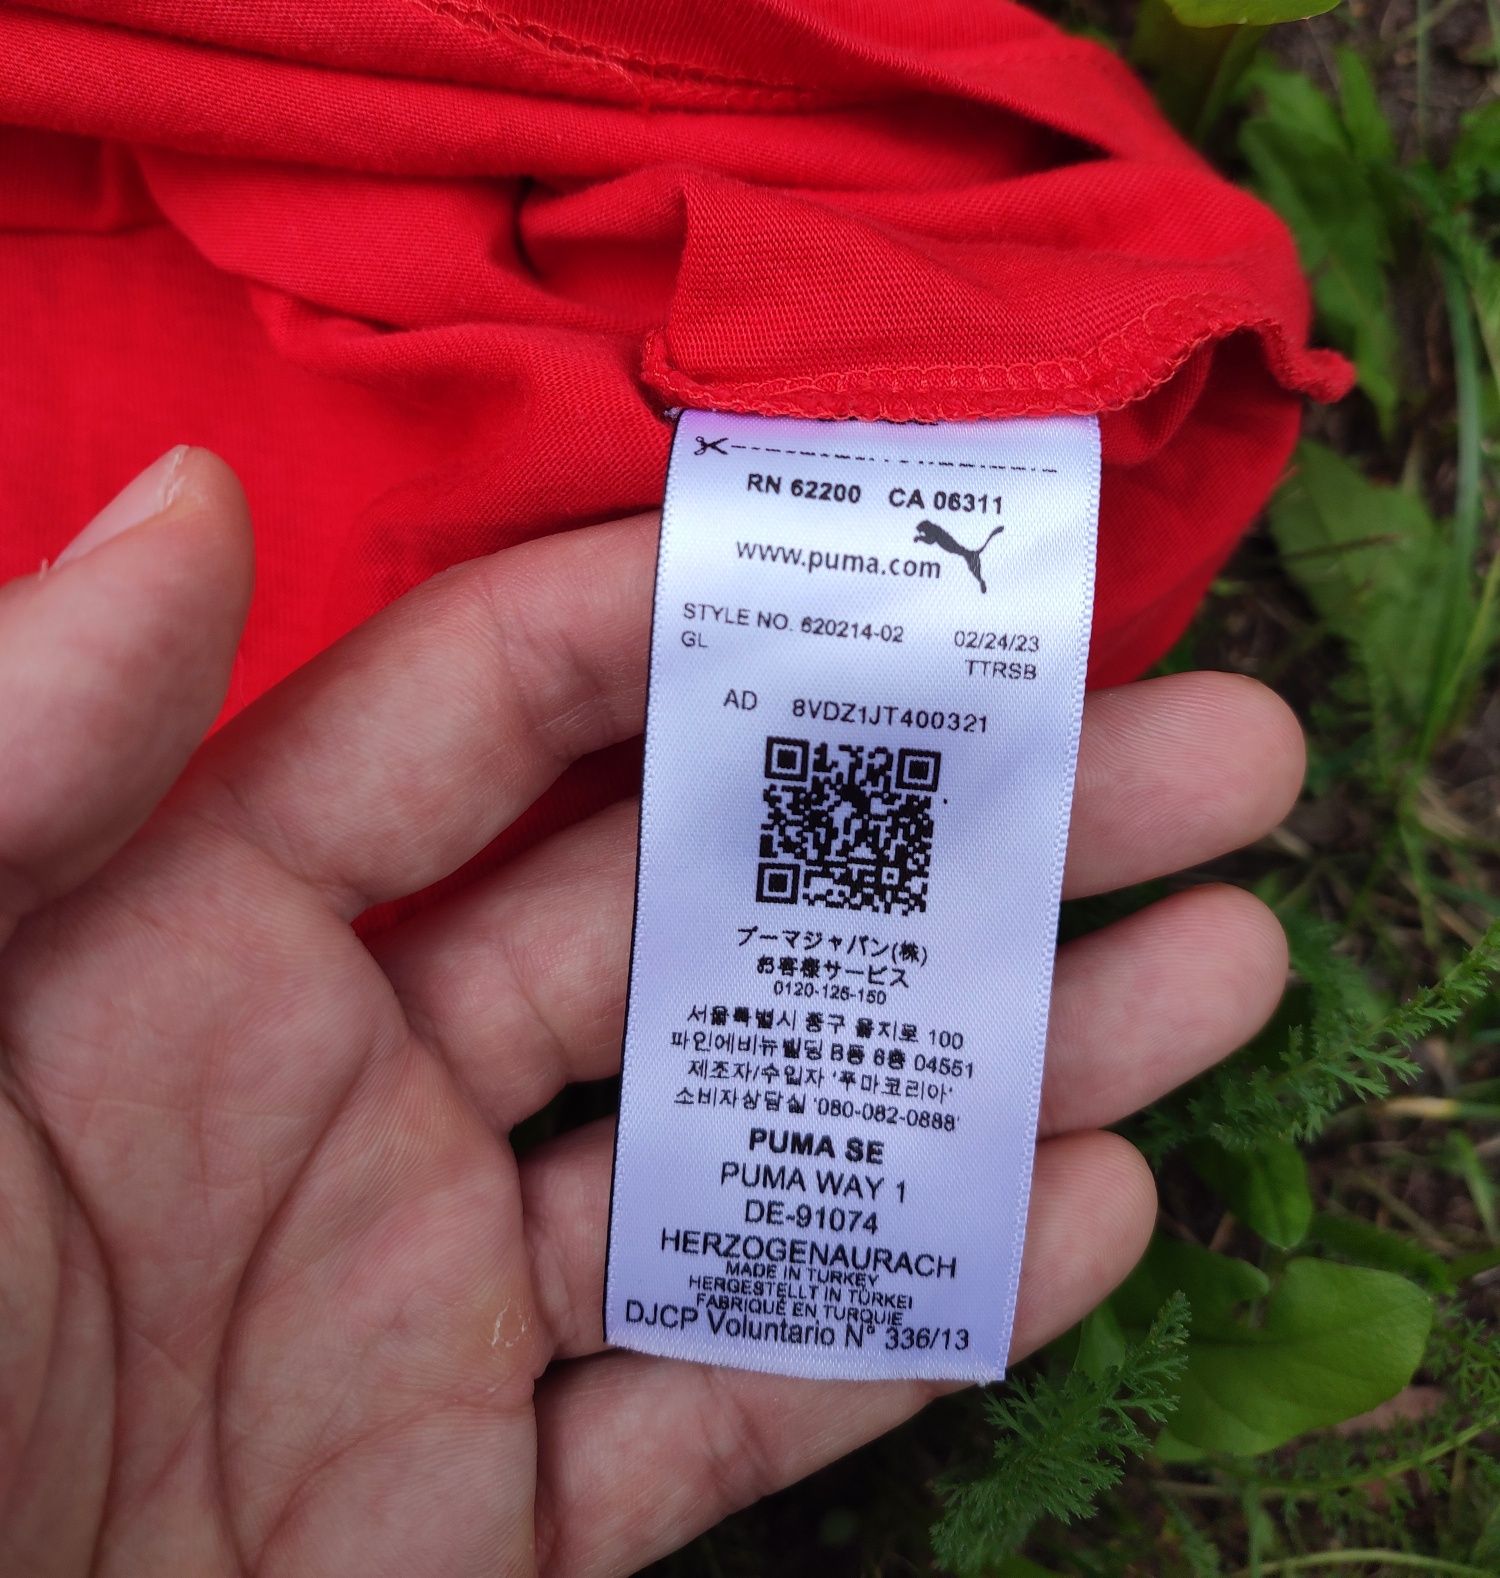 RN 62200 CA 06311
www.puma.com
STYLE NO. 620214-02 02/24/23
GL TTRSB
AD 8VDZ1JT400321
プーマジャパン(株)
お客様サービス
0120-125-150
서울특별시 중구 을지로 100
파인에비뉴빌딩 B동 6층 04551
제조자/수입자 '푸마코리아'
소비자상담실 '080-082-0888'
PUMA SE
PUMA WAY 1
DE-91074
HERZOGENAURACH
MADE IN TURKEY
HERGESTELLT IN TÜRKEI
FABRIQUÉ EN TURQUIE
DJCP Voluntario N° 336/13